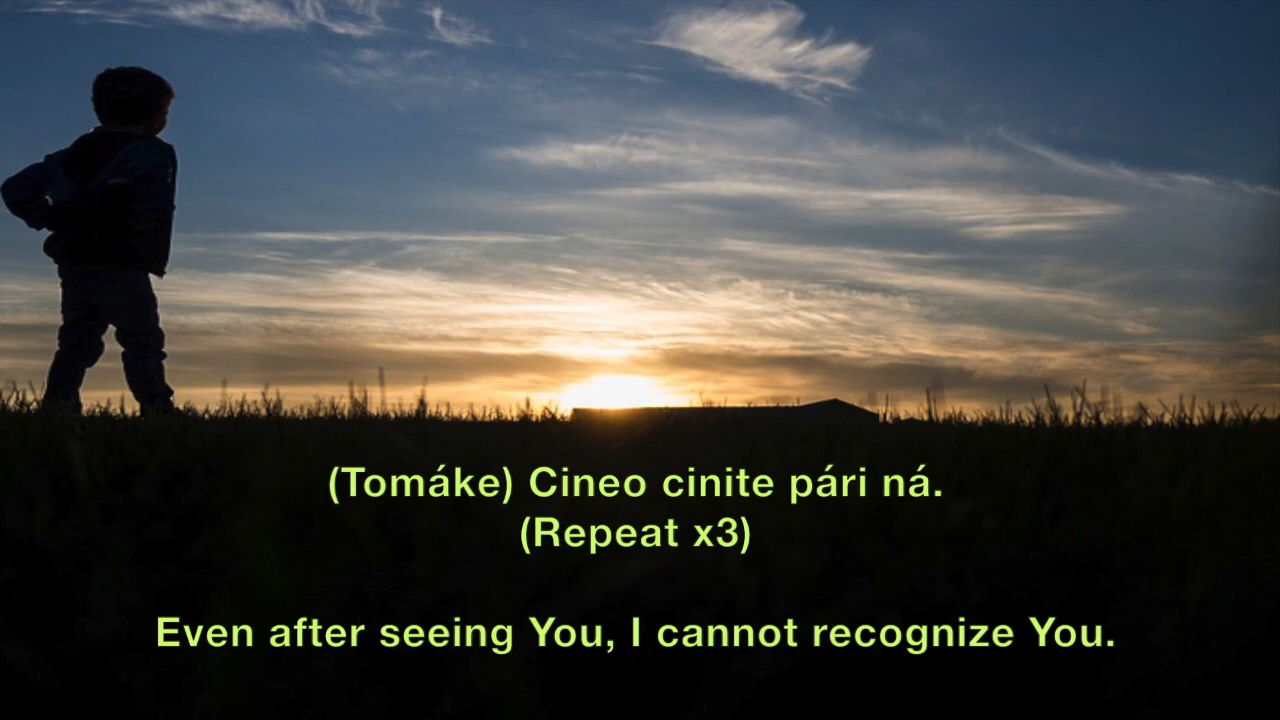 (Tomáke) Cineo cinite pári ná.
(Repeat x3)
Even after seeing You, I cannot recognize You.